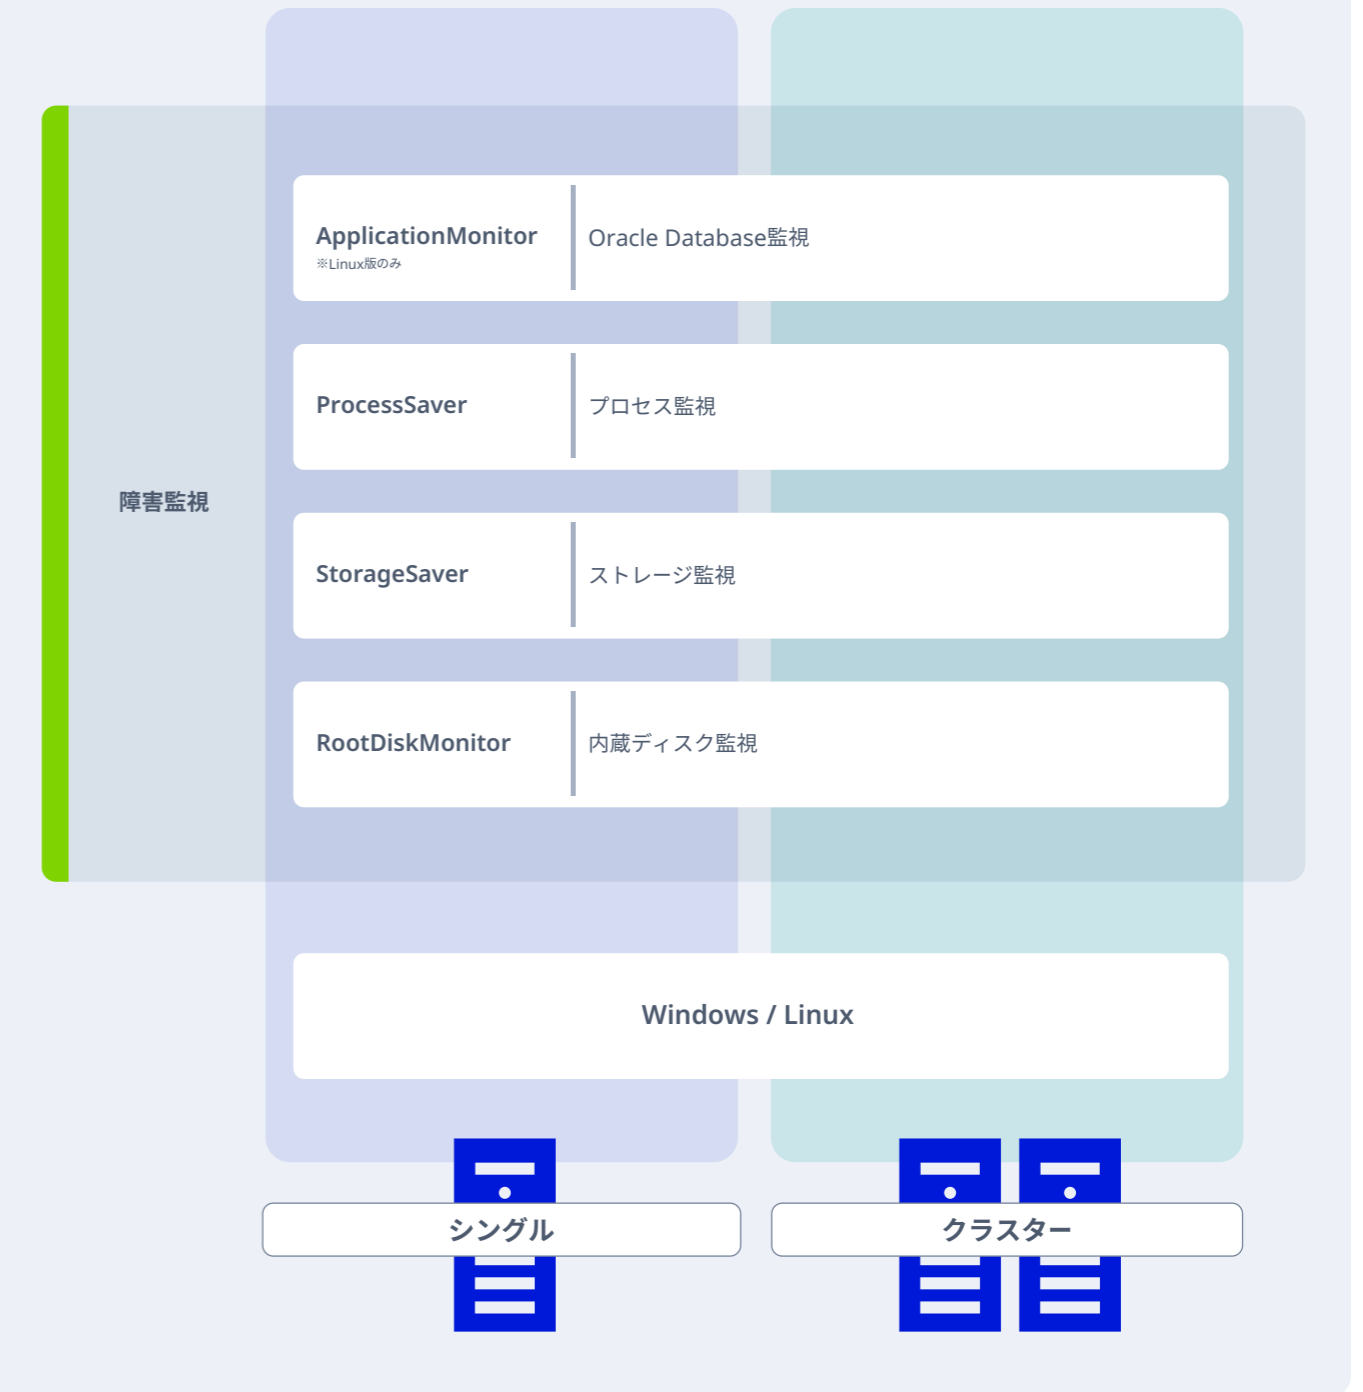 ApplicationMonitor
※Linux版のみ
Oracle Database監視
ProcessSaver
プロセス監視
障害監視
StorageSaver
ストレージ監視
RootDiskMonitor
内蔵ディスク監視
Windows / Linux
シングル
クラスター